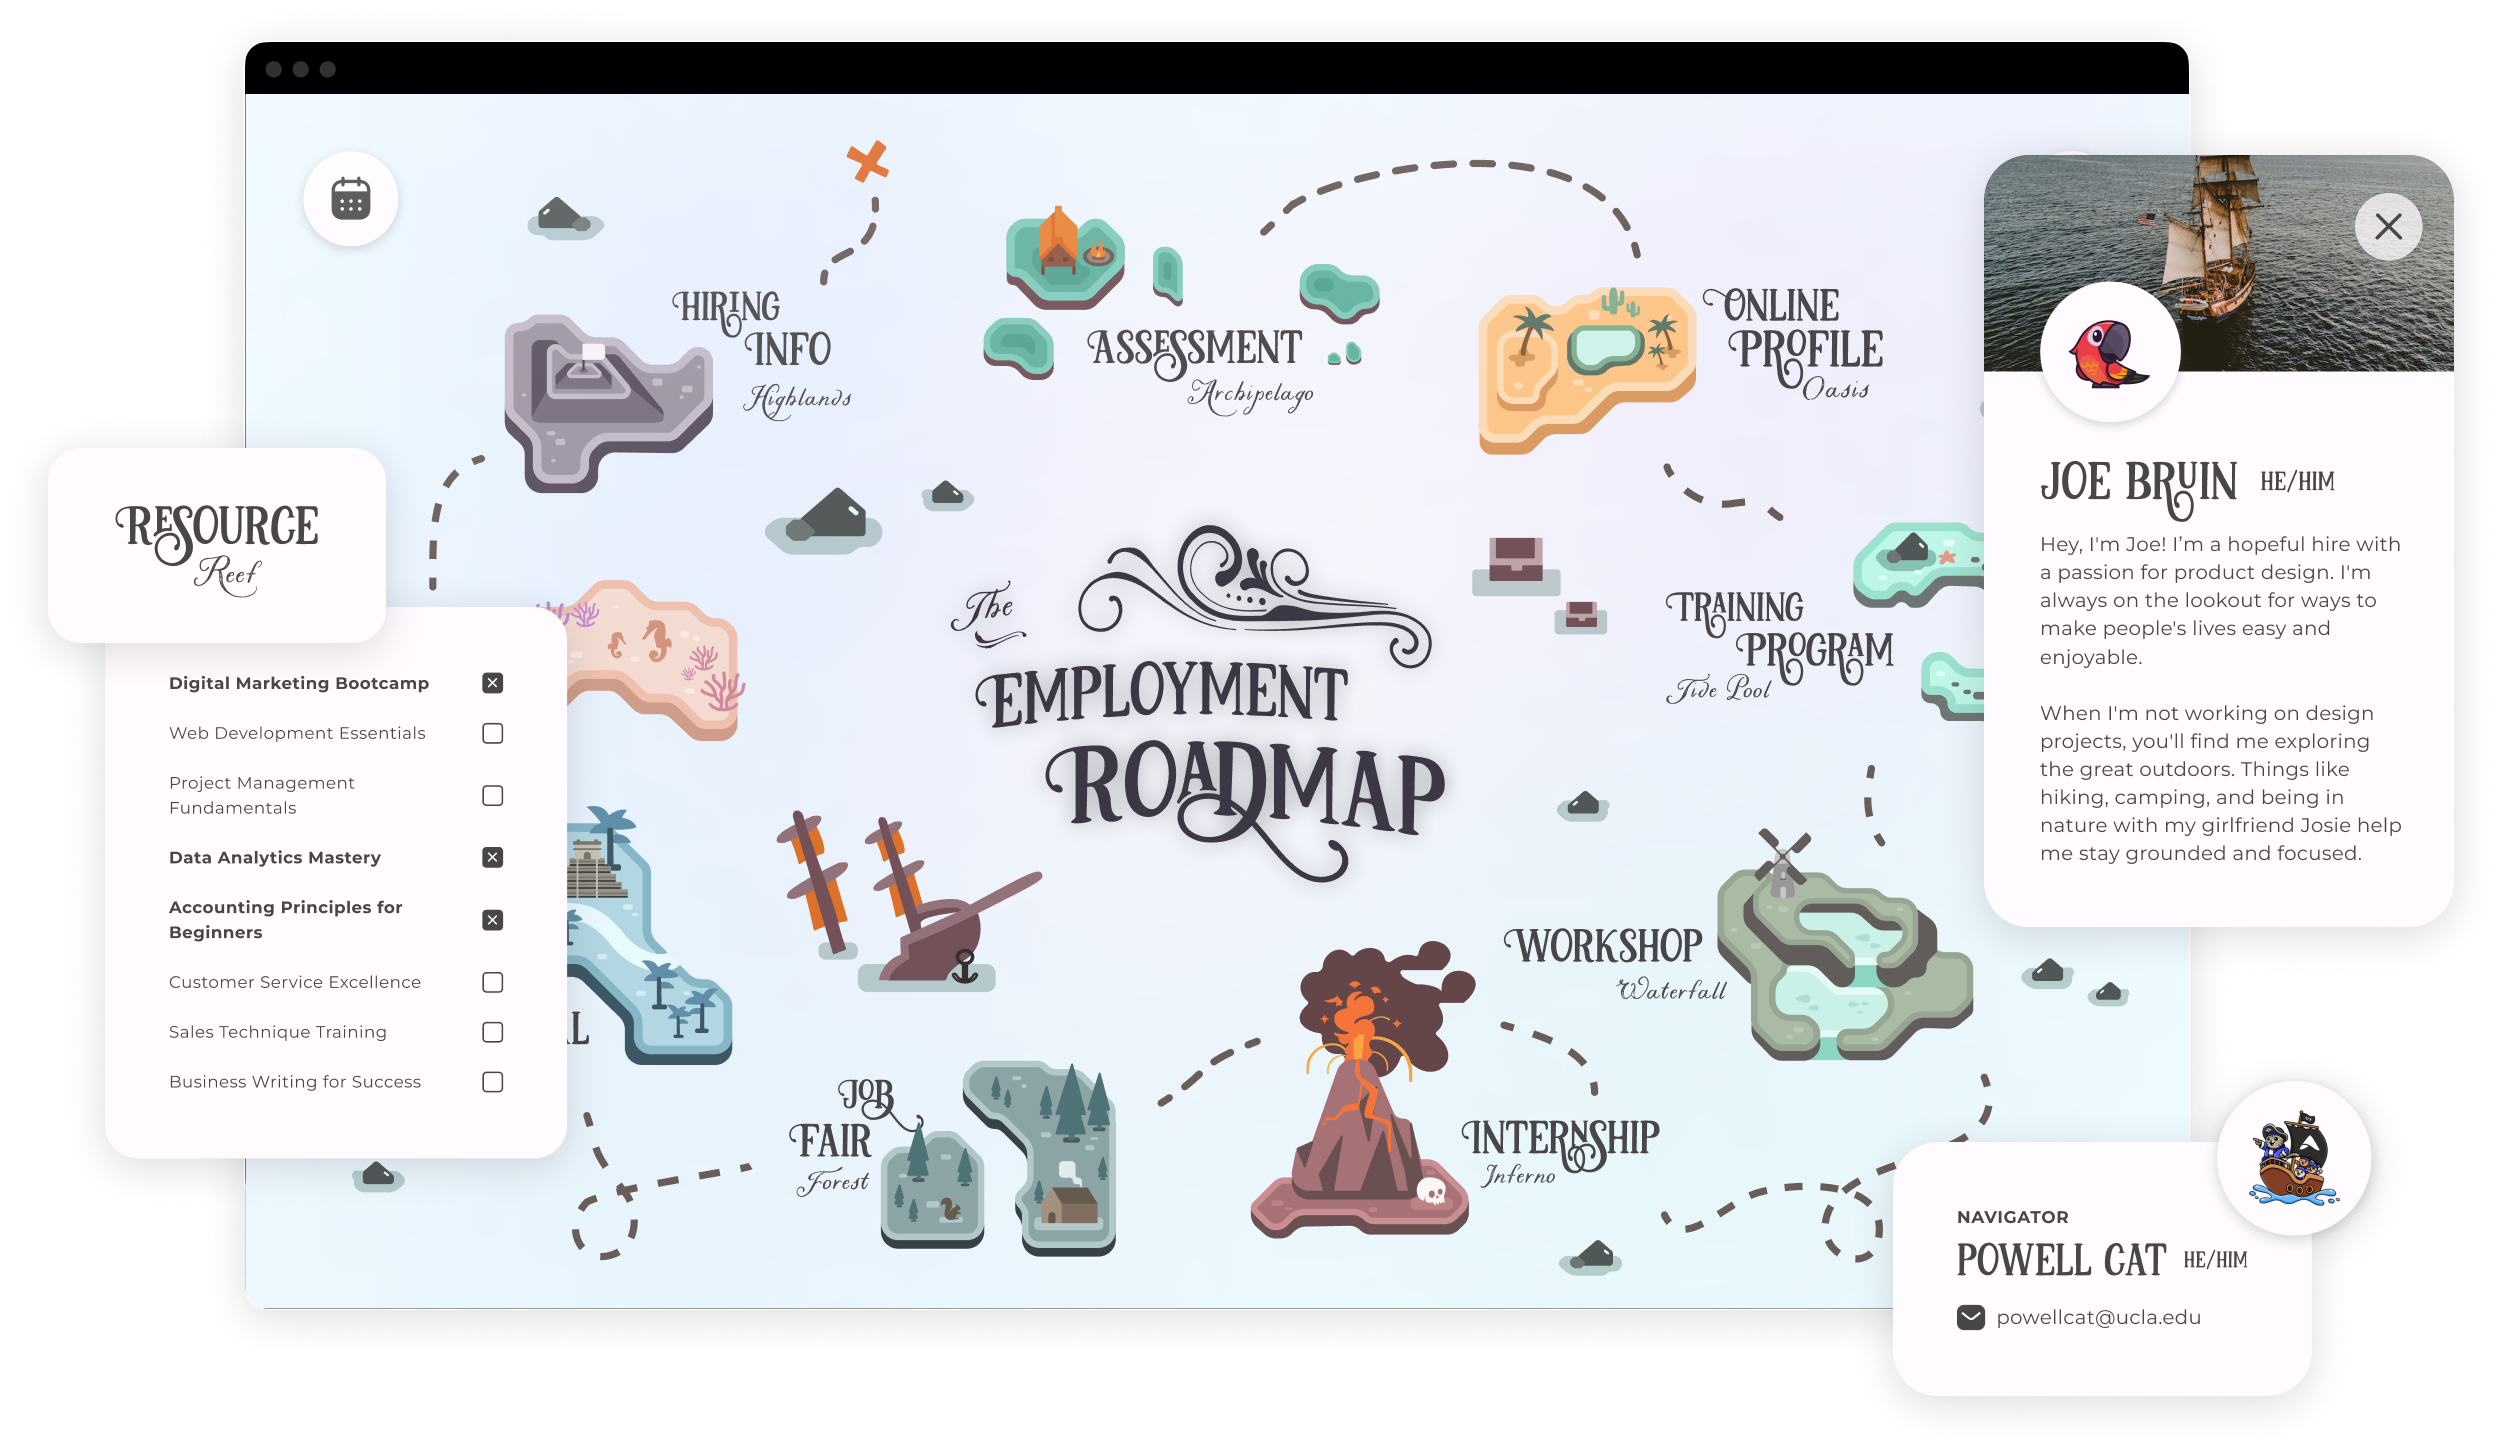 HIRING
INFO
Highlands
ASSESSMENT
Archipelago
ONLINE
PROFILE
Oasis
RESOURCE
Reef
Digital Marketing Bootcamp
Web Development Essentials
Project Management
Fundamentals
Data Analytics Mastery
Accounting Principles for
Beginners
Customer Service Excellence
Sales Technique Training
Business Writing for Success
The
EMPLOYMENT
ROADMAP
TRAINING
PROGRAM
Tide Pool
WORKSHOP
Waterfall
JOB
FAIR
Forest
INTERNSHIP
Inferno
JOE BRUIN HE/HIM
Hey, I'm Joe! I’m a hopeful hire with
a passion for product design. I'm
always on the lookout for ways to
make people's lives easy and
enjoyable.
When I'm not working on design
projects, you'll find me exploring
the great outdoors. Things like
hiking, camping, and being in
nature with my girlfriend Josie help
me stay grounded and focused.
NAVIGATOR
POWELL CAT HE/HIM
powellcat@ucla.edu